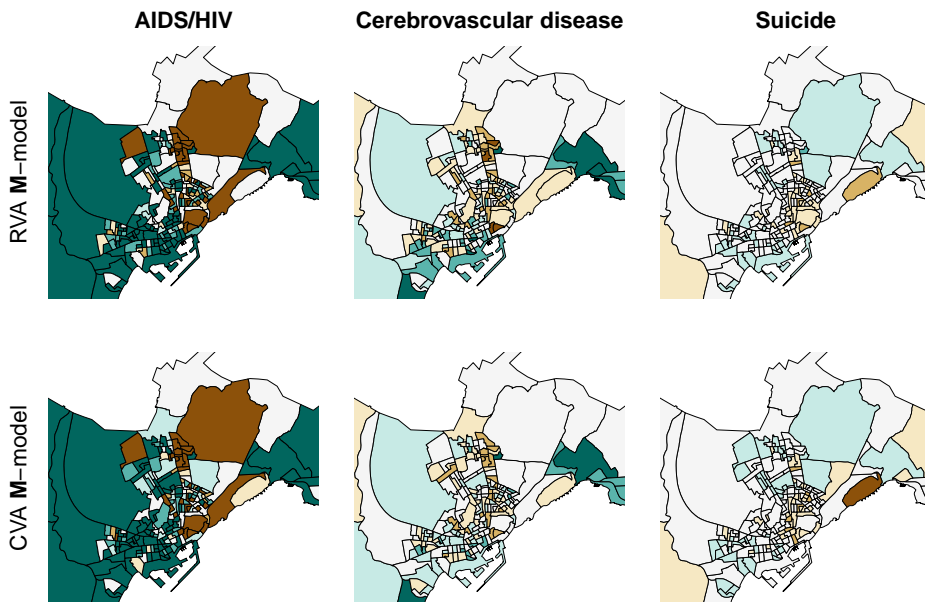 AIDS/HIV Cerebrovascular disease Suicide
RVA M−model
CVA M−model